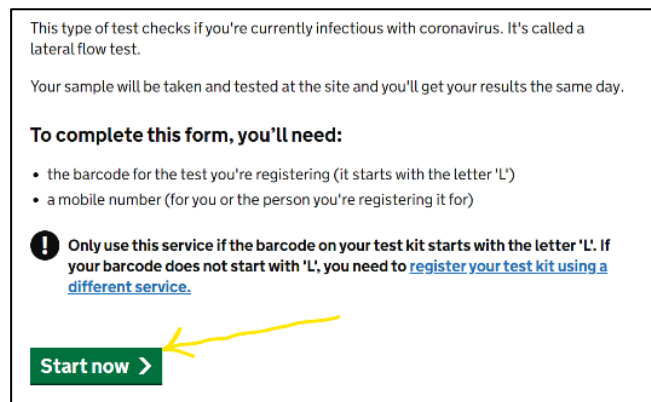 This type of test checks if you're currently infectious with coronavirus. It's called a
lateral flow test.
Your sample will be taken and tested at the site and you'll get your results the same day.
To complete this form, you'll need:
• the barcode for the test you're registering (it starts with the letter 'L')
• a mobile number (for you or the person you're registering it for)
! Only use this service if the barcode on your test kit starts with the letter 'L'. If
your barcode does not start with 'L', you need to register your test kit using a
different service.
Start now >